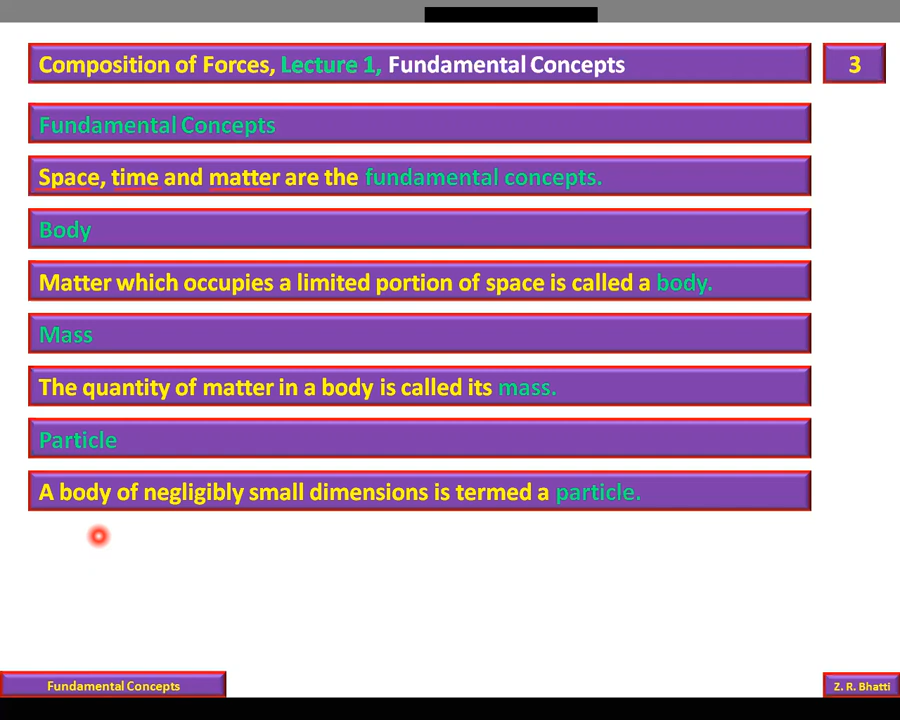 Composition of Forces, Lecture 1, Fundamental Concepts
3
Fundamental Concepts
Space, time and matter are the fundamental concepts.
Body
Matter which occupies a limited portion of space is called a body.
Mass
The quantity of matter in a body is called its mass.
Particle
A body of negligibly small dimensions is termed a particle.
Fundamental Concepts
Z. R. Bhatti